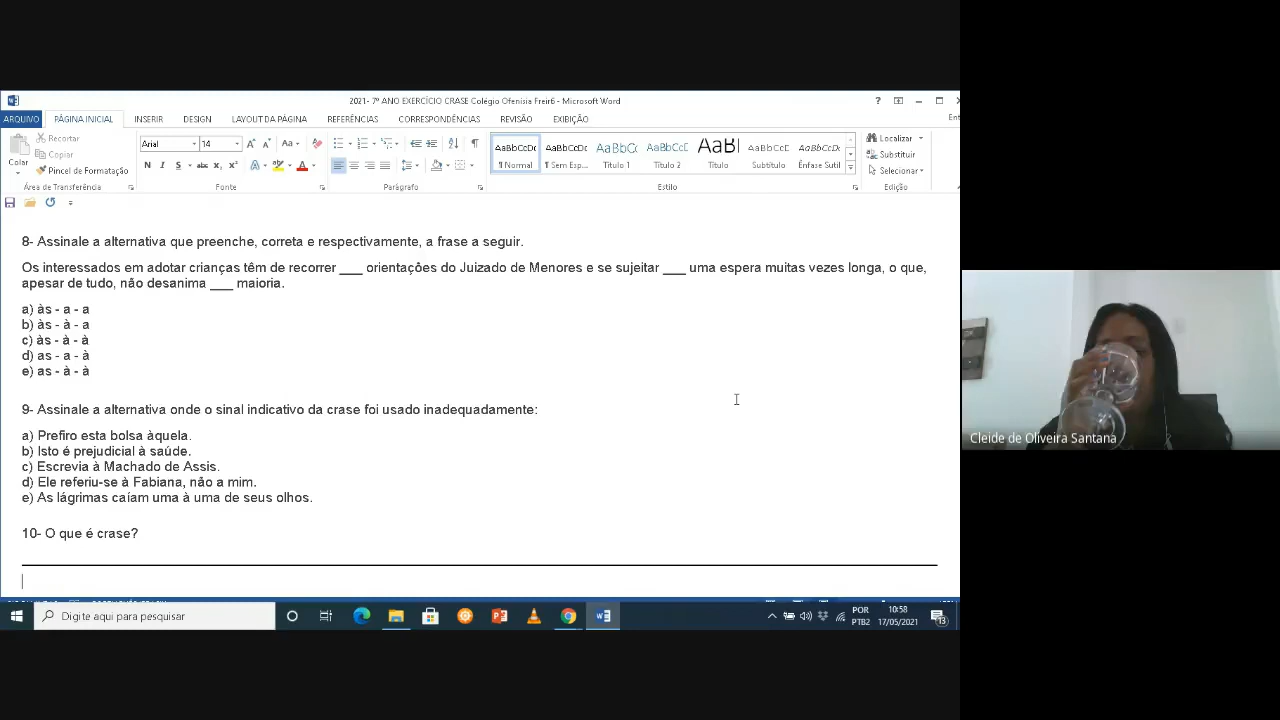 2021- 7º ANO EXERCÍCIO CRASE Colégio Ofenísia Freir6 - Microsoft Word
ARQUIVO PÁGINA INICIAL INSERIR DESIGN LAYOUT DA PÁGINA REFERÊNCIAS CORRESPONDÊNCIAS REVISÃO EXIBIÇÃO Ent
Colar
Recortar
Copiar
Pincel de Formatação
Área de Transferência
Arial 14
Fonte
Parágrafo
AaBbCcDc AaBbCcDc AaBbC AaBbCcC AaBl AaBbCcC AaBbCcDc
¶ Normal ¶ Sem Esp... Título 1 Título 2 Título Subtítulo Ênfase Sutil
Estilo
Localizar
Substituir
Selecionar
Edição
8- Assinale a alternativa que preenche, correta e respectivamente, a frase a seguir.
Os interessados em adotar crianças têm de recorrer ___ orientações do Juizado de Menores e se sujeitar ___ uma espera muitas vezes longa, o que,
apesar de tudo, não desanima ___ maioria.
a) às - a - a
b) às - à - a
c) às - à - à
d) as - a - à
e) as - à - à
9- Assinale a alternativa onde o sinal indicativo da crase foi usado inadequadamente:
a) Prefiro esta bolsa àquela.
b) Isto é prejudicial à saúde.
c) Escrevia à Machado de Assis.
d) Ele referiu-se à Fabiana, não a mim.
e) As lágrimas caíam uma à uma de seus olhos.
10- O que é crase?
Digite aqui para pesquisar
POR
PTB2
10:58
17/05/2021
13
Cleide de Oliveira Santana